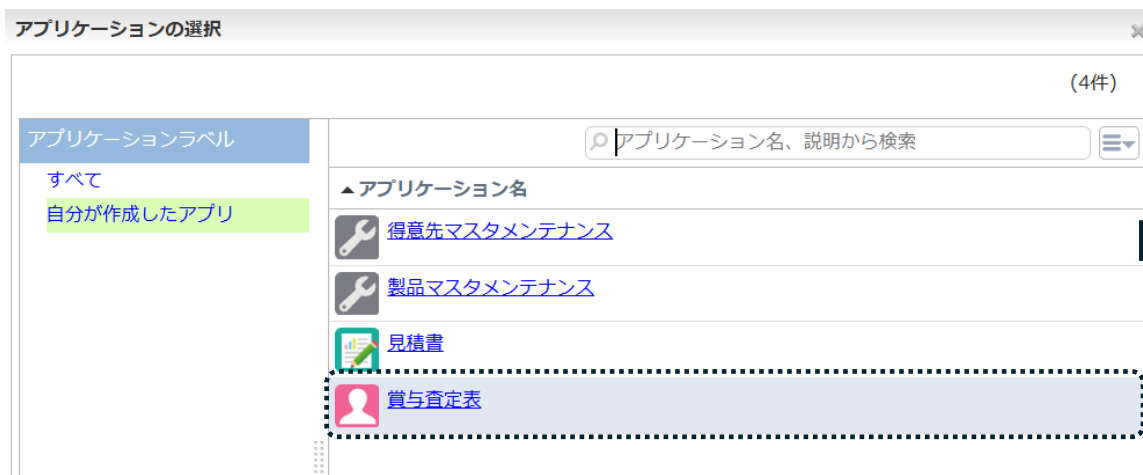 アプリケーションの選択
(4件)
アプリケーションラベル
アプリケーション名、説明から検索
すべて
自分が作成したアプリ
▲アプリケーション名
得意先マスタメンテナンス
製品マスタメンテナンス
見積書
賞与査定表